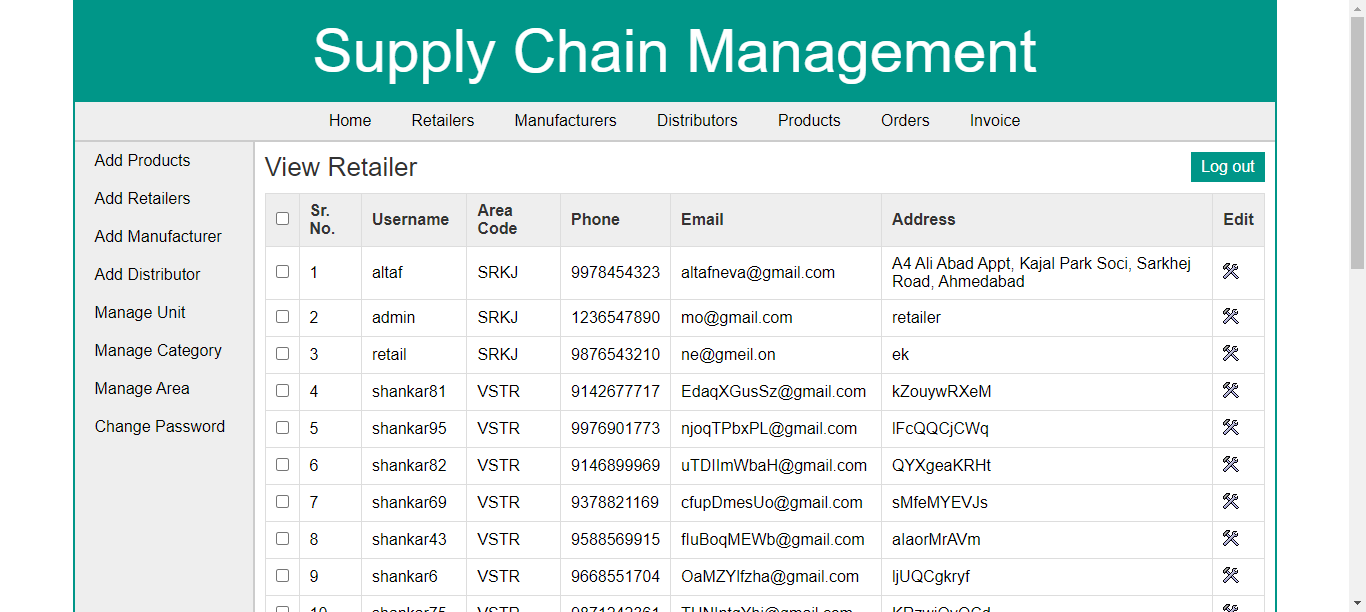 Supply Chain Management
Home Retailers Manufacturers Distributors Products Orders Invoice
Add Products
Add Retailers
Add Manufacturer
Add Distributor
Manage Unit
Manage Category
Manage Area
Change Password
View Retailer
Log out
Sr. No. Username Area Code Phone Email Address Edit
1 altaf SRKJ 9978454323 altafneva@gmail.com A4 Ali Abad Appt, Kajal Park Soci, Sarkhej
Road, Ahmedabad
2 admin SRKJ 1236547890 mo@gmail.com retailer
3 retail SRKJ 9876543210 ne@gmeil.on ek
4 shankar81 VSTR 9142677717 EdaqXGusSz@gmail.com kZouywRXeM
5 shankar95 VSTR 9976901773 njoqTPbxPL@gmail.com lFcQQCjCWq
6 shankar82 VSTR 9146899969 uTDIImWbaH@gmail.com QYXgeaKRHt
7 shankar69 VSTR 9378821169 cfupDmesUo@gmail.com sMfeMYEVJs
8 shankar43 VSTR 9588569915 fluBoqMEWb@gmail.com alaorMrAVm
9 shankar6 VSTR 9668551704 OaMZYlfzha@gmail.com ljUQCgkryf
10 shankar75 VSTR